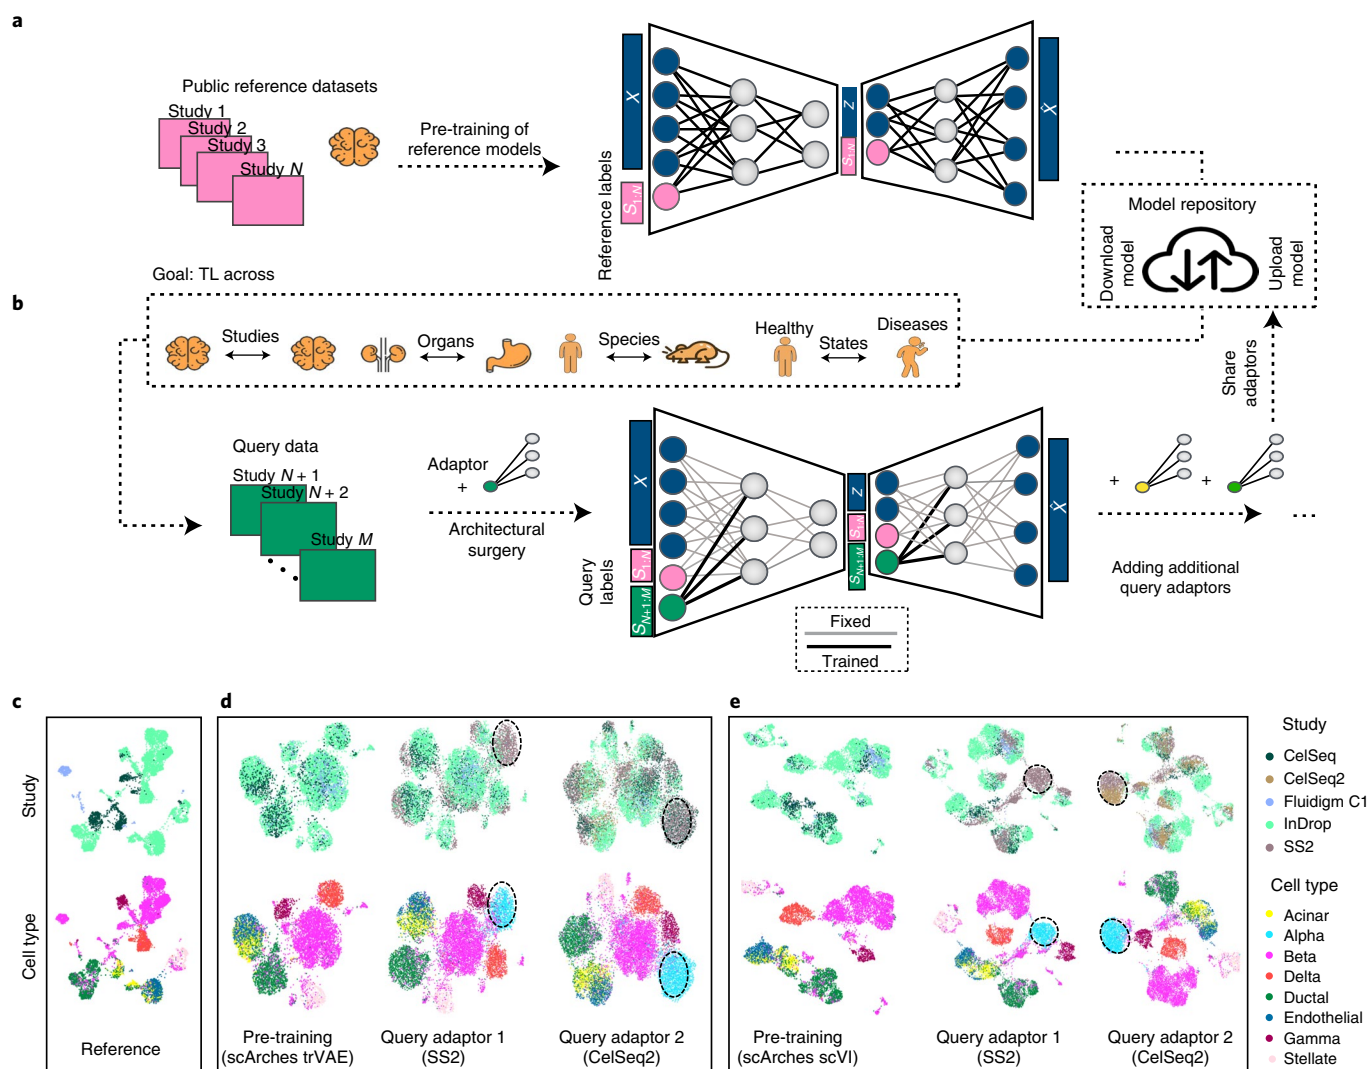 a
Public reference datasets
Study 1
Study 2
Study 3
Study N
Pre-training of
reference models
X
S1:N
Reference labels
Z
S1:N
X̂
Model repository
Download
model
Upload
model
Goal: TL across
b
Studies
Organs
Species
Healthy
States
Diseases
Share
adaptors
Query data
Study N + 1
Study N + 2
Study M
Adaptor
+
Architectural
surgery
X
S1:N
SN+1:M
Query
labels
Z
S1:N
SN+1:M
X̂
+
+
Adding additional
query adaptors
Fixed
Trained
c
d
e
Study
Cell type
Reference
Pre-training
(scArches trVAE)
Query adaptor 1
(SS2)
Query adaptor 2
(CelSeq2)
Pre-training
(scArches scVI)
Query adaptor 1
(SS2)
Query adaptor 2
(CelSeq2)
Study
CelSeq
CelSeq2
Fluidigm C1
InDrop
SS2
Cell type
Acinar
Alpha
Beta
Delta
Ductal
Endothelial
Gamma
Stellate